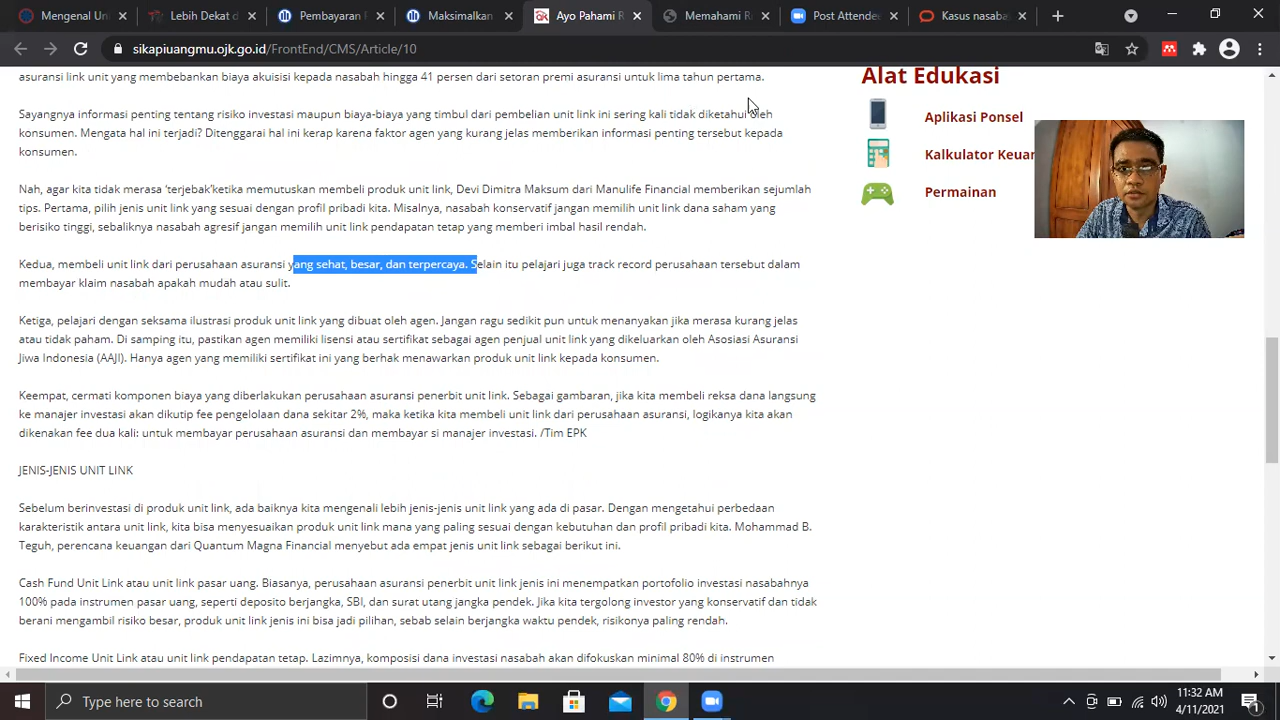 Mengenal Un
Lebih Dekat d
Pembayaran
Maksimalkan
Ayo Pahami R
Memahami Re
Post Attende
Kasus nasaba
sikapiuangmu.ojk.go.id/FrontEnd/CMS/Article/10
asuransi link unit yang membebankan biaya akuisisi kepada nasabah hingga 41 persen dari setoran premi asuransi untuk lima tahun pertama.
Sayangnya informasi penting tentang risiko investasi maupun biaya-biaya yang timbul dari pembelian unit link ini sering kali tidak diketahui oleh
konsumen. Mengata hal ini terjadi? Ditenggarai hal ini kerap karena faktor agen yang kurang jelas memberikan informasi penting tersebut kepada
konsumen.
Nah, agar kita tidak merasa 'terjebak'ketika memutuskan membeli produk unit link, Devi Dimitra Maksum dari Manulife Financial memberikan sejumlah
tips. Pertama, pilih jenis unit link yang sesuai dengan profil pribadi kita. Misalnya, nasabah konservatif jangan memilih unit link dana saham yang
berisiko tinggi, sebaliknya nasabah agresif jangan memilih unit link pendapatan tetap yang memberi imbal hasil rendah.
Kedua, membeli unit link dari perusahaan asuransi yang sehat, besar, dan terpercaya. Selain itu pelajari juga track record perusahaan tersebut dalam
membayar klaim nasabah apakah mudah atau sulit.
Ketiga, pelajari dengan seksama ilustrasi produk unit link yang dibuat oleh agen. Jangan ragu sedikit pun untuk menanyakan jika merasa kurang jelas
atau tidak paham. Di samping itu, pastikan agen memiliki lisensi atau sertifikat sebagai agen penjual unit link yang dikeluarkan oleh Asosiasi Asuransi
Jiwa Indonesia (AAJI). Hanya agen yang memiliki sertifikat ini yang berhak menawarkan produk unit link kepada konsumen.
Keempat, cermati komponen biaya yang diberlakukan perusahaan asuransi penerbit unit link. Sebagai gambaran, jika kita membeli reksa dana langsung
ke manajer investasi akan dikutip fee pengelolaan dana sekitar 2%, maka ketika kita membeli unit link dari perusahaan asuransi, logikanya kita akan
dikenakan fee dua kali: untuk membayar perusahaan asuransi dan membayar si manajer investasi. /Tim EPK
JENIS-JENIS UNIT LINK
Sebelum berinvestasi di produk unit link, ada baiknya kita mengenali lebih jenis-jenis unit link yang ada di pasar. Dengan mengetahui perbedaan
karakteristik antara unit link, kita bisa menyesuaikan produk unit link mana yang paling sesuai dengan kebutuhan dan profil pribadi kita. Mohammad B.
Teguh, perencana keuangan dari Quantum Magna Financial menyebut ada empat jenis unit link sebagai berikut ini.
Cash Fund Unit Link atau unit link pasar uang. Biasanya, perusahaan asuransi penerbit unit link jenis ini menempatkan portofolio investasi nasabahnya
100% pada instrumen pasar uang, seperti deposito berjangka, SBI, dan surat utang jangka pendek. Jika kita tergolong investor yang konservatif dan tidak
berani mengambil risiko besar, produk unit link jenis ini bisa jadi pilihan, sebab selain berjangka waktu pendek, risikonya paling rendah.
Fixed Income Unit Link atau unit link pendapatan tetap. Lazimnya, komposisi dana investasi nasabah akan difokuskan minimal 80% di instrumen
Alat Edukasi
Aplikasi Ponsel
Kalkulator Keuan
Permainan
Type here to search
11:32 AM
4/11/2021
1